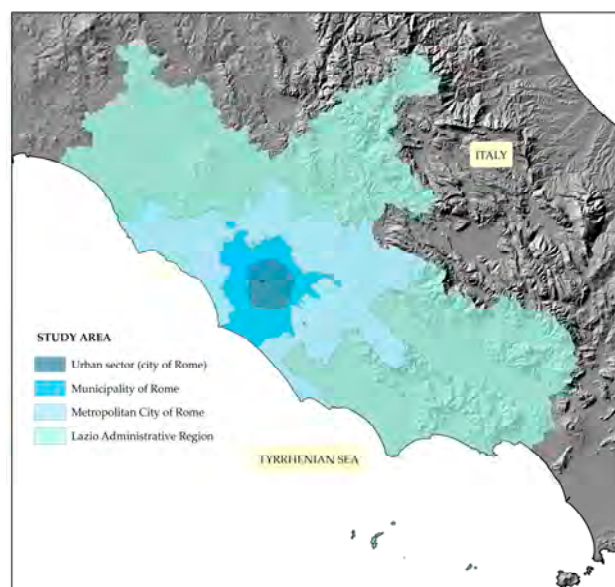 ITALY
STUDY AREA
Urban sector (city of Rome)
Municipality of Rome
Metropolitan City of Rome
Lazio Administrative Region
TYRRHENIAN SEA